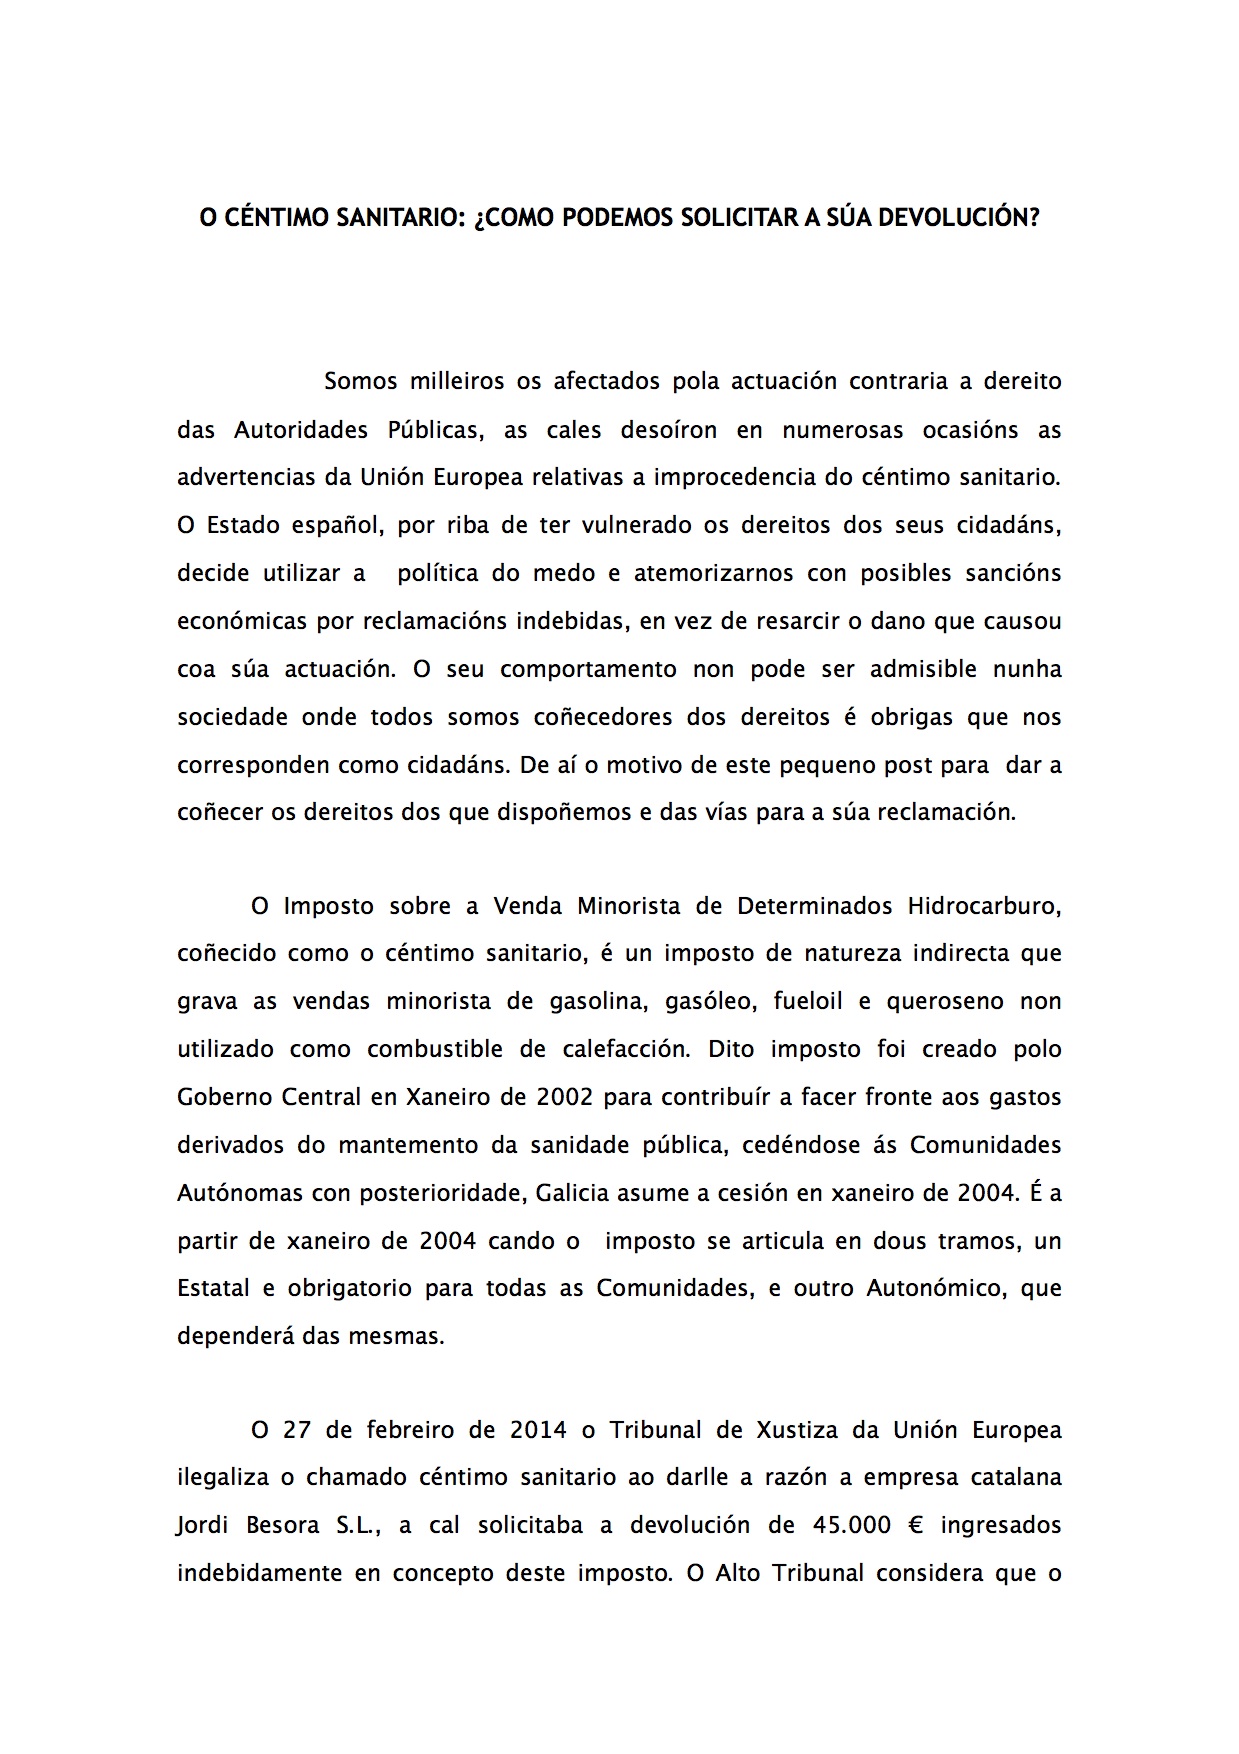 O CÉNTIMO SANITARIO: ¿COMO PODEMOS SOLICITAR A SÚA DEVOLUCIÓN?
Somos milleiros os afectados pola actuación contraria a dereito
das Autoridades Públicas, as cales desoíron en numerosas ocasións as
advertencias da Unión Europea relativas a improcedencia do céntimo sanitario.
O Estado español, por riba de ter vulnerado os dereitos dos seus cidadáns,
decide utilizar a política do medo e atemorizarnos con posibles sancións
económicas por reclamacións indebidas, en vez de resarcir o dano que causou
coa súa actuación. O seu comportamento non pode ser admisible nunha
sociedade onde todos somos coñecedores dos dereitos é obrigas que nos
corresponden como cidadáns. De aí o motivo de este pequeno post para dar a
coñecer os dereitos dos que dispoñemos e das vías para a súa reclamación.
O Imposto sobre a Venda Minorista de Determinados Hidrocarburo,
coñecido como o céntimo sanitario, é un imposto de natureza indirecta que
grava as vendas minorista de gasolina, gasóleo, fueloil e queroseno non
utilizado como combustible de calefacción. Dito imposto foi creado polo
Goberno Central en Xaneiro de 2002 para contribuír a facer fronte aos gastos
derivados do mantemento da sanidade pública, cedéndose ás Comunidades
Autónomas con posterioridade, Galicia asume a cesión en xaneiro de 2004. É a
partir de xaneiro de 2004 cando o imposto se articula en dous tramos, un
Estatal e obrigatorio para todas as Comunidades, e outro Autonómico, que
dependerá das mesmas.
O 27 de febreiro de 2014 o Tribunal de Xustiza da Unión Europea
ilegaliza o chamado céntimo sanitario ao darlle a razón a empresa catalana
Jordi Besora S.L., a cal solicitaba a devolución de 45.000 € ingresados
indebidamente en concepto deste imposto. O Alto Tribunal considera que o